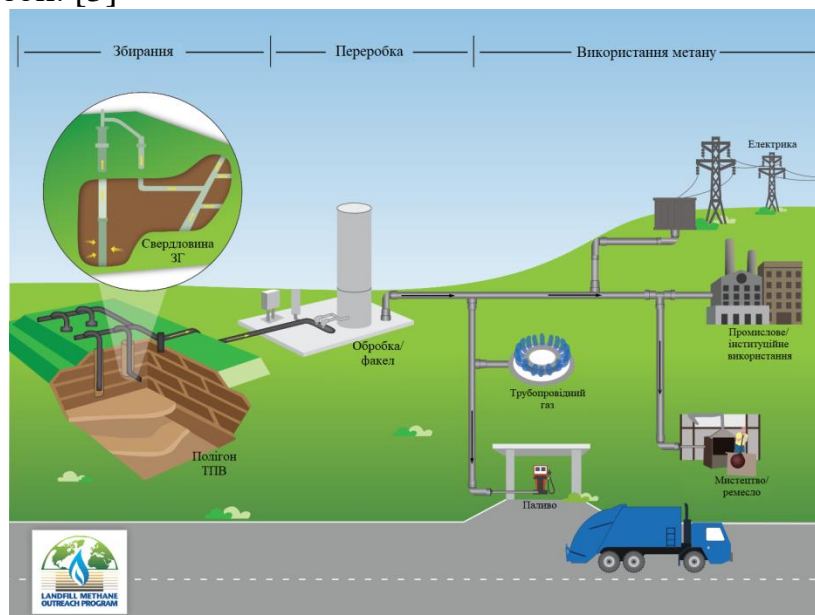 [5]
Збирання
Переробка
Використання метану
Електрика
Свердловина
ЗГ
Обробка/
факел
Промислове/
інституційне
використання
Трубопровідний
газ
Полігон
ТПВ
Мистецтво/
ремесло
Паливо
LANDFILL METHANE
OUTREACH PROGRAM